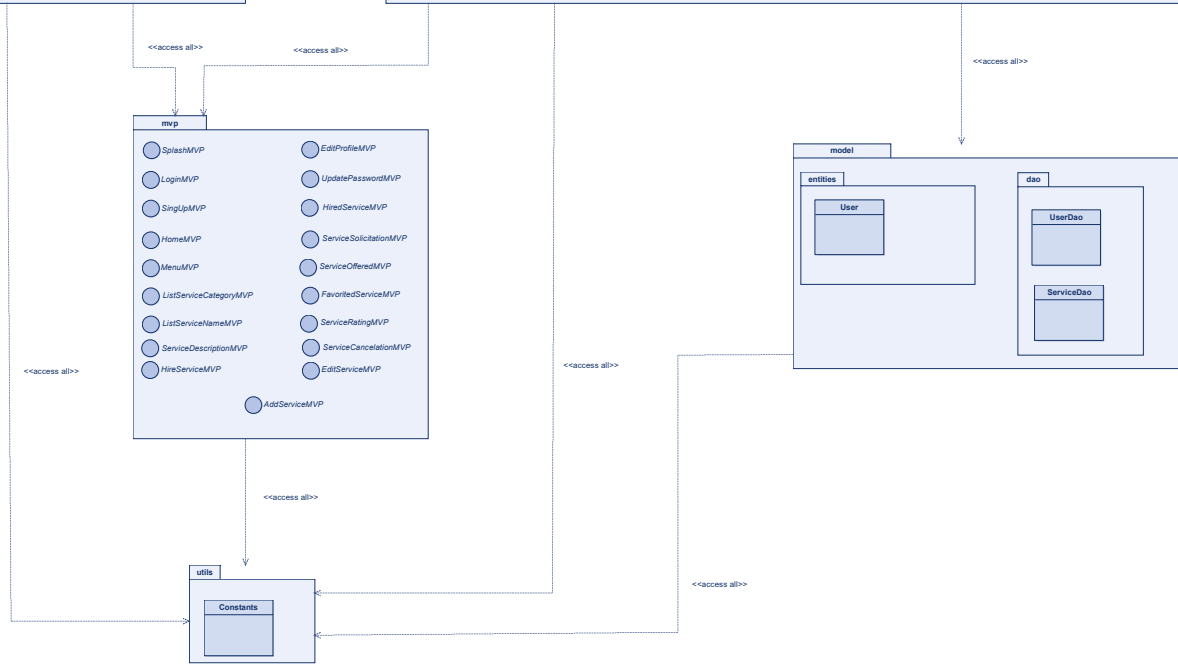 <<access all>>
<<access all>>
<<access all>>
mvp
SplashMVP
EditProfileMVP
LoginMVP
UpdatePasswordMVP
SingUpMVP
HiredServiceMVP
HomeMVP
ServiceSolicitationMVP
MenuMVP
ServiceOfferedMVP
ListServiceCategoryMVP
FavoritedServiceMVP
ListServiceNameMVP
ServiceRatingMVP
ServiceDescriptionMVP
ServiceCancelationMVP
HireServiceMVP
EditServiceMVP
AddServiceMVP
model
entities
User
dao
UserDao
ServiceDao
<<access all>>
<<access all>>
<<access all>>
<<access all>>
utils
Constants